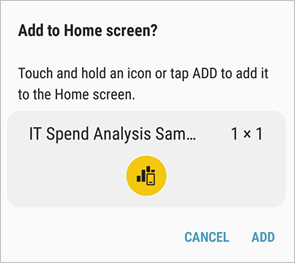 Add to Home screen?
Touch and hold an icon or tap ADD to add it
to the Home screen.
IT Spend Analysis Sam... 1 × 1
CANCEL ADD